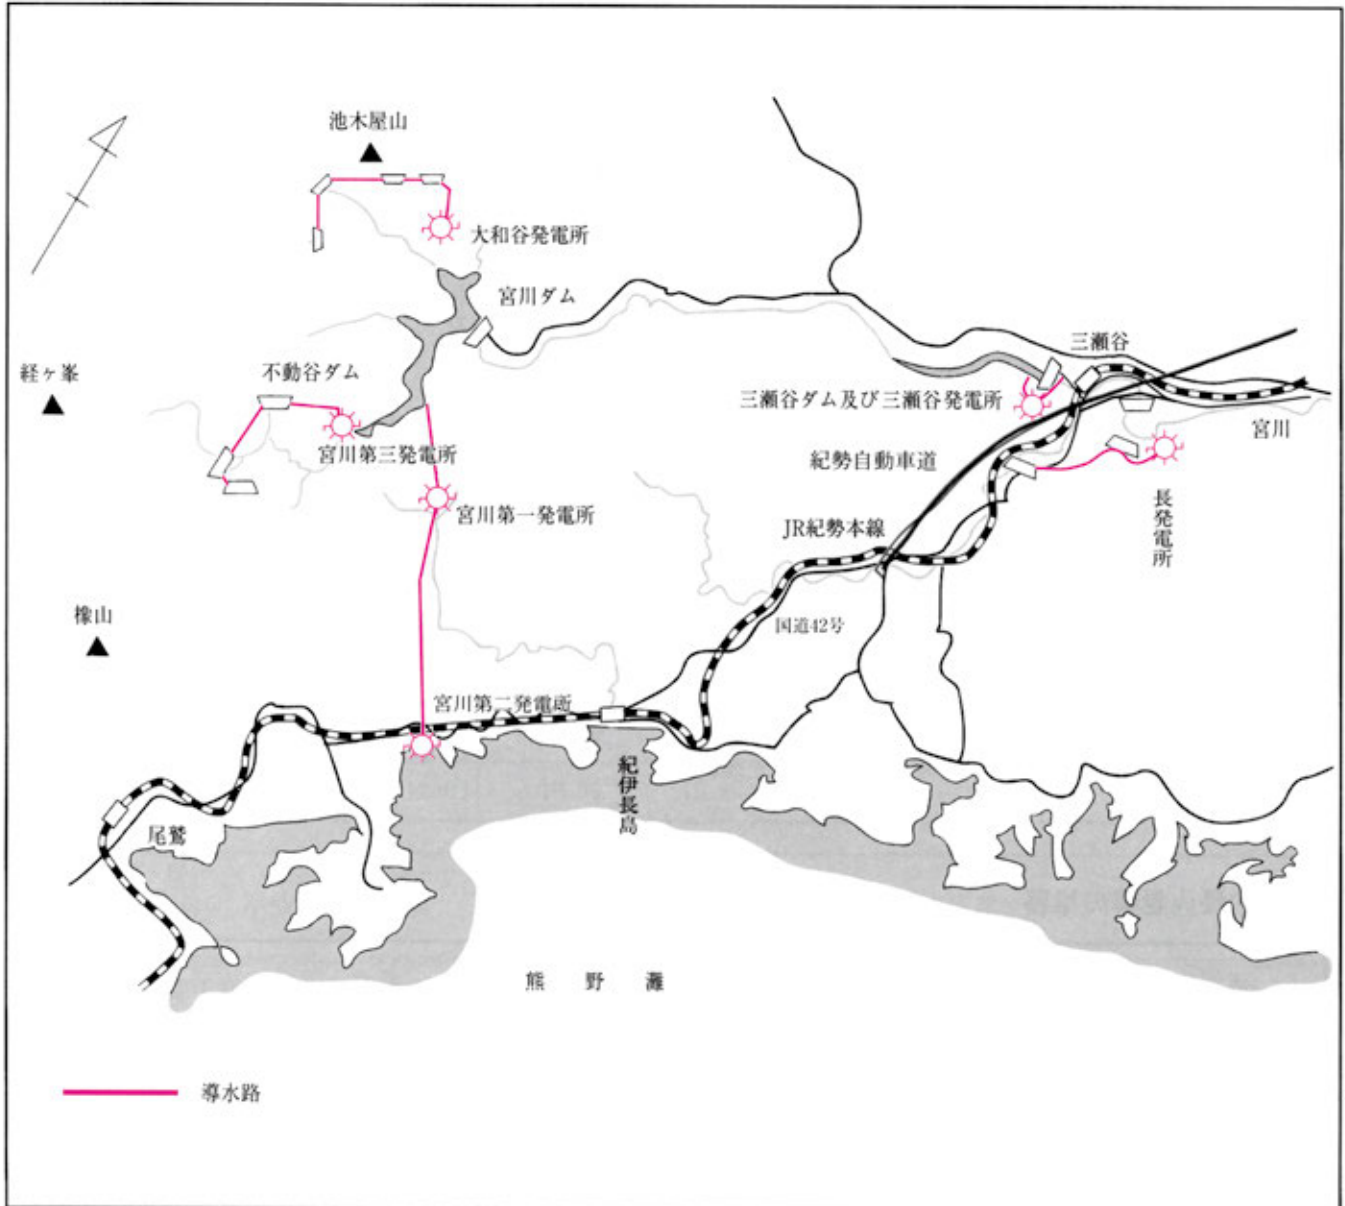 池木屋山
大和谷発電所
宮川ダム
経ヶ峯
不動谷ダム
三瀬谷
三瀬谷ダム及び三瀬谷発電所
宮川
宮川第三発電所
紀勢自動車道
宮川第一発電所
長発電所
JR紀勢本線
橡山
国道42号
宮川第二発電所
紀伊長島
尾鷲
熊野灘
導水路